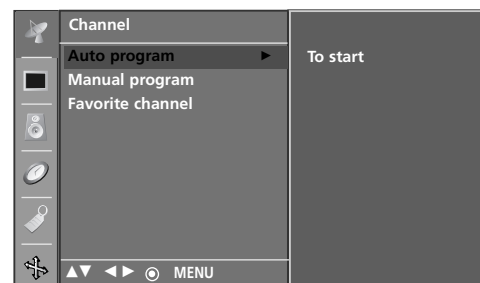 Channel
Auto program ►
To start
Manual program
Favorite channel
▲▼ ◄► ⦿ MENU